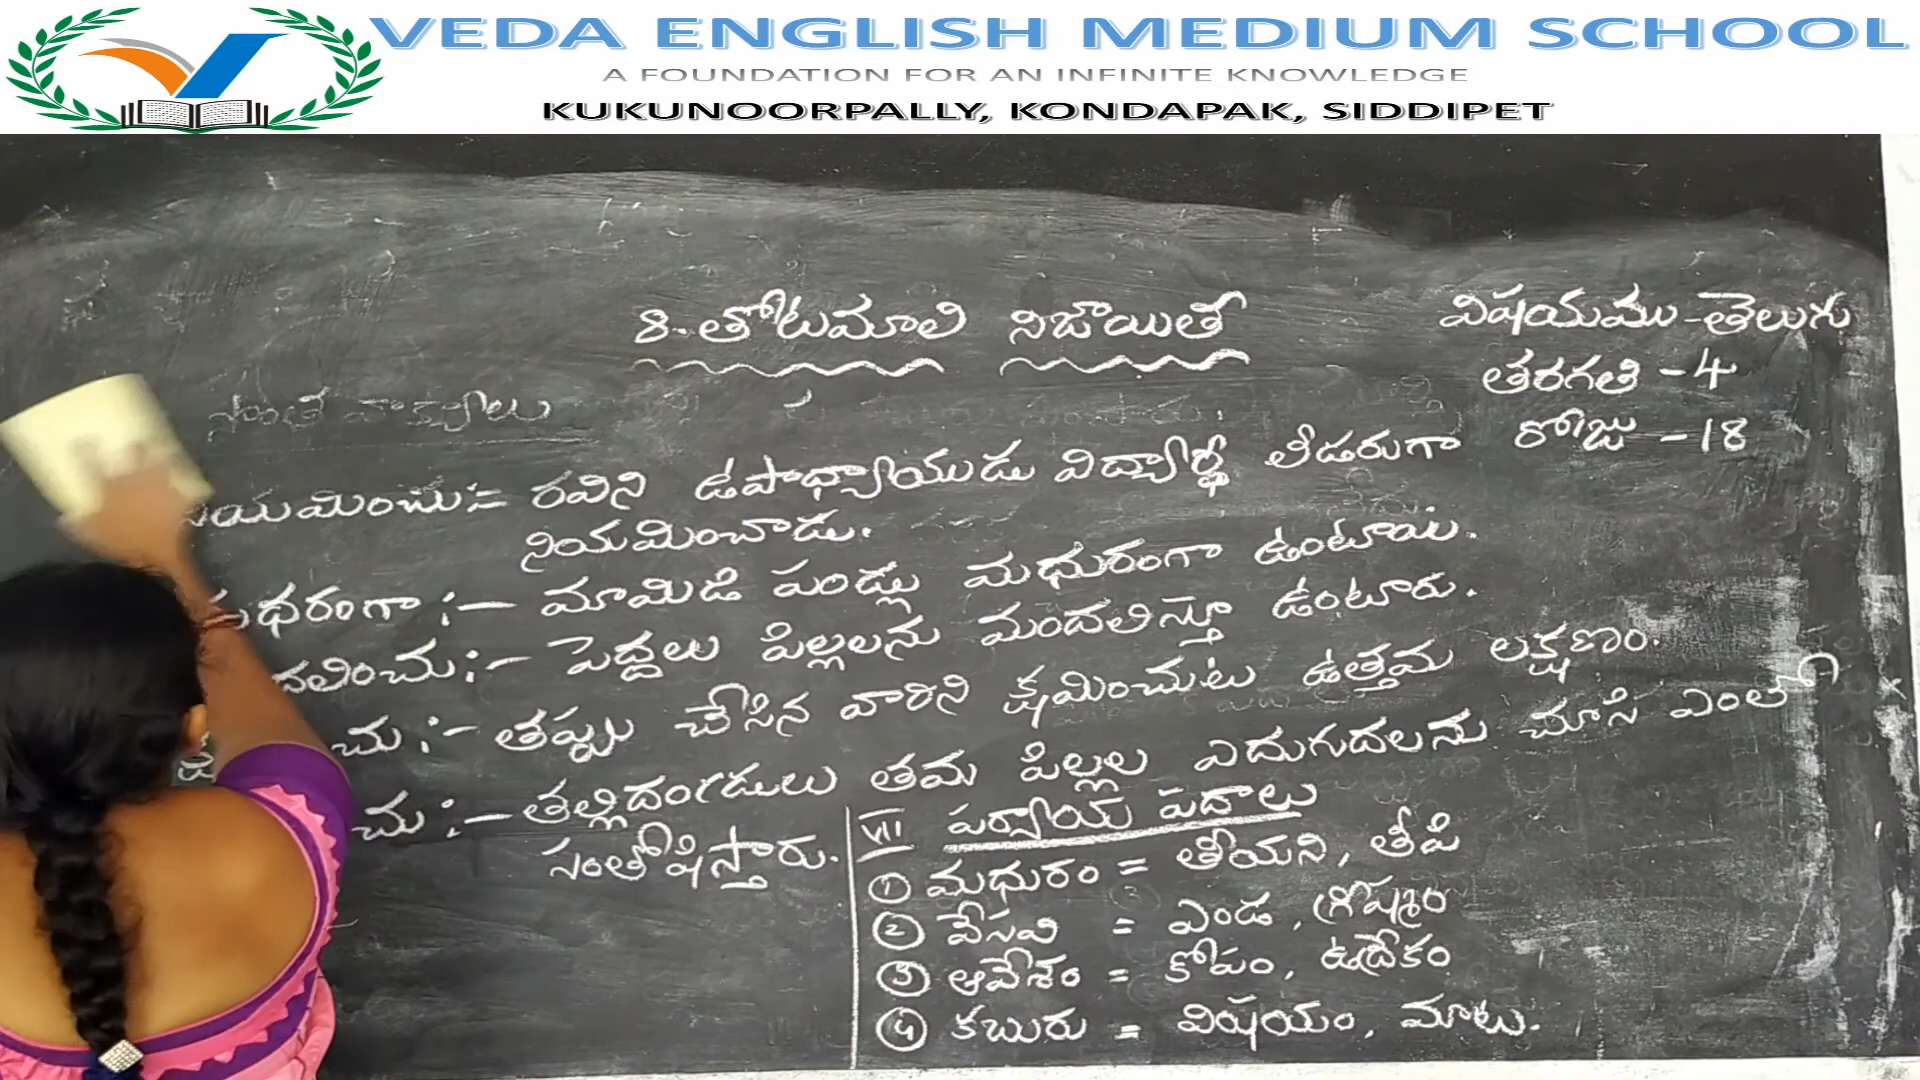 VEDA ENGLISH MEDIUM SCHOOL
A FOUNDATION FOR AN INFINITE KNOWLEDGE
KUKUNOORPALLY, KONDAPAK, SIDDIPET
8. తోటమాలి నిజాయితీ
విషయము - తెలుగు
తరగతి - 4
రోజు - 18
సొంత వాక్యాలు
యమించు:- రవిని ఉపాధ్యాయుడు విద్యార్థి లీడరుగా
నియమించాడు.
ధరంగా :- మామిడి పండ్లు మధురంగా ఉంటాయి.
దలించు :- పెద్దలు పిల్లలను మందలిస్తూ ఉంటారు.
చు :- తప్పు చేసిన వారిని క్షమించుట ఉత్తమ లక్షణం.
చు :- తల్లిదండ్రులు తమ పిల్లల ఎదుగుదలను చూసి ఎంతో
సంతోషిస్తారు.
VII పర్యాయ పదాలు
① మధురం = తీయని, తీపి
② వేసవి = ఎండ, గ్రీష్మం
③ ఆవేశం = కోపం, ఉద్రేకం
④ కబురు = విషయం, మాట.